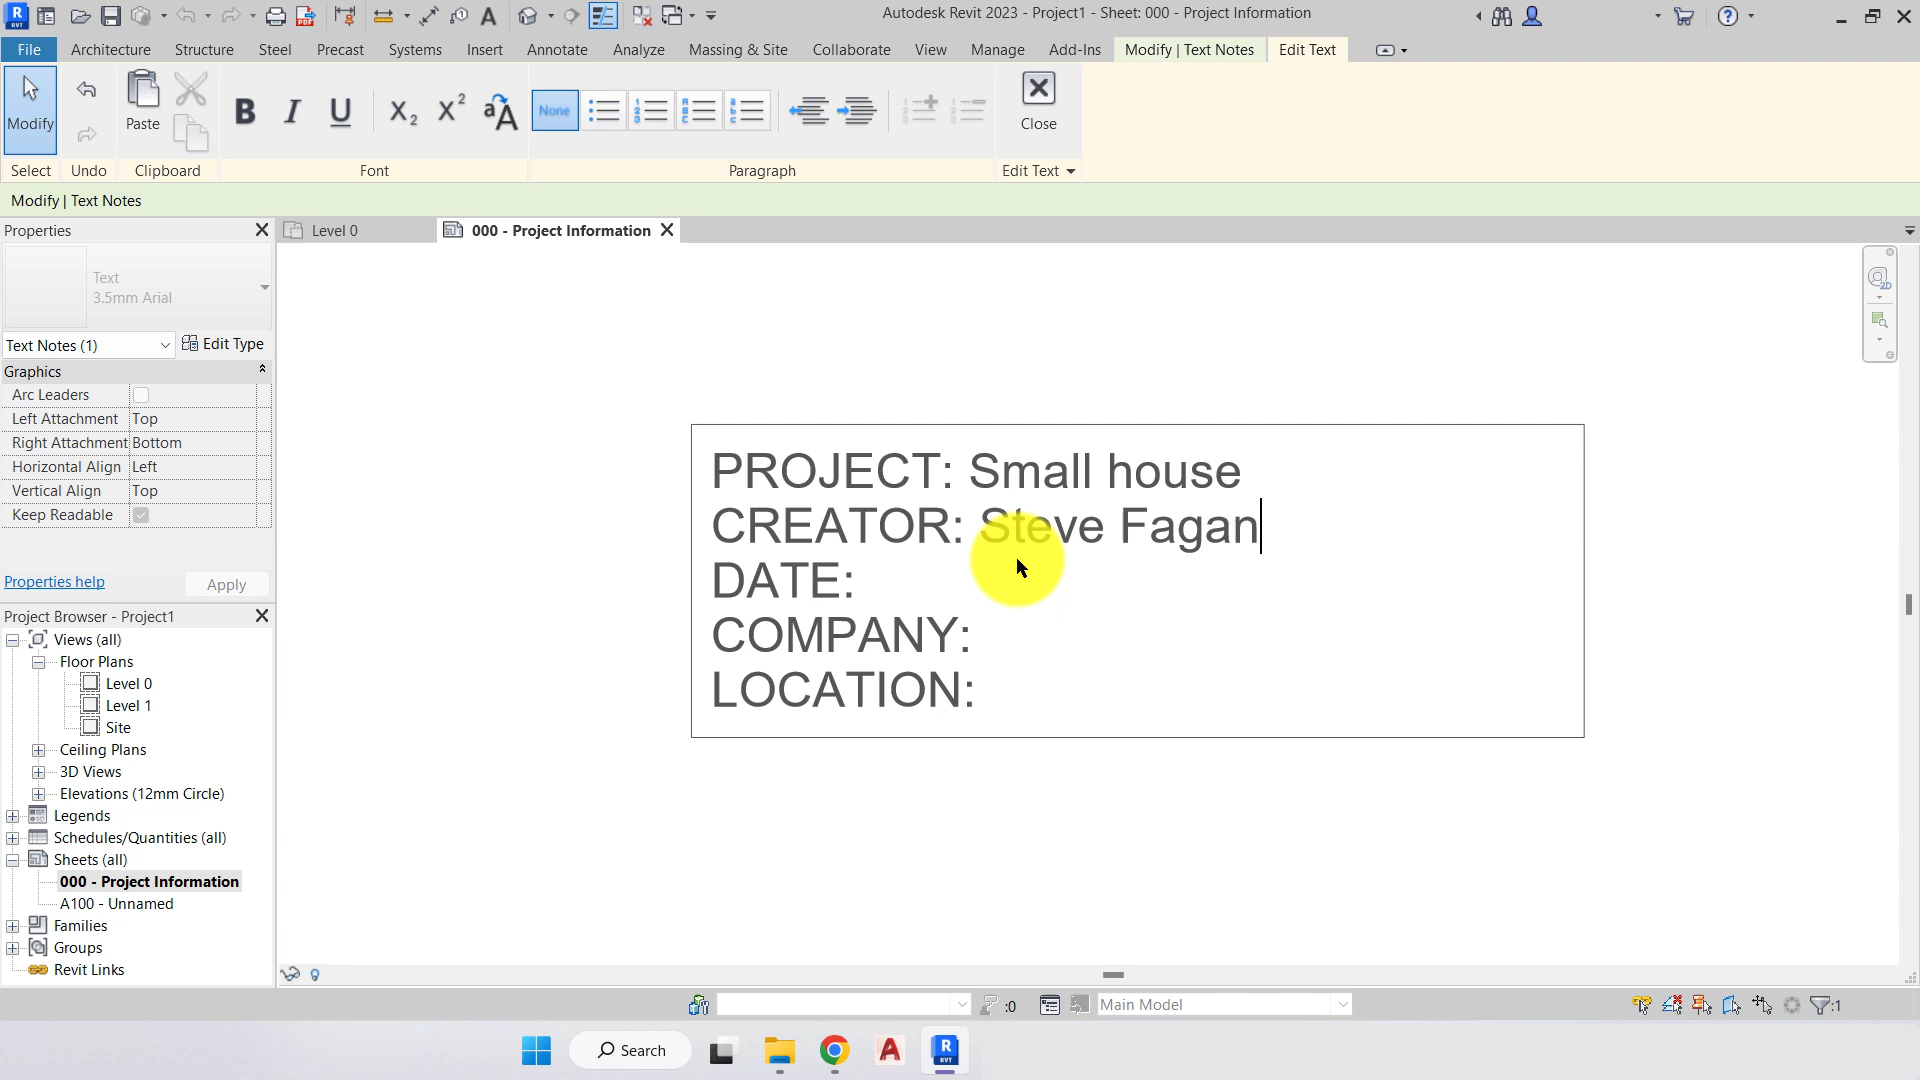 Autodesk Revit 2023 - Project1 - Sheet: 000 - Project Information
File Architecture Structure Steel Precast Systems Insert Annotate Analyze Massing & Site Collaborate View Manage Add-Ins Modify | Text Notes Edit Text
Modify Paste B I U X2 X2 aA None Close
Select Undo Clipboard Font Paragraph Edit Text
Modify | Text Notes
Properties
Level 0
000 - Project Information
Text
3.5mm Arial
Text Notes (1) Edit Type
Graphics
Arc Leaders
Left Attachment Top
Right Attachment Bottom
Horizontal Align Left
Vertical Align Top
Keep Readable
Properties help Apply
PROJECT: Small house
CREATOR: Steve Fagan
DATE:
COMPANY:
LOCATION:
Project Browser - Project1
Views (all)
Floor Plans
Level 0
Level 1
Site
Ceiling Plans
3D Views
Elevations (12mm Circle)
Legends
Schedules/Quantities (all)
Sheets (all)
000 - Project Information
A100 - Unnamed
Families
Groups
Revit Links
:0 Main Model :1
Search